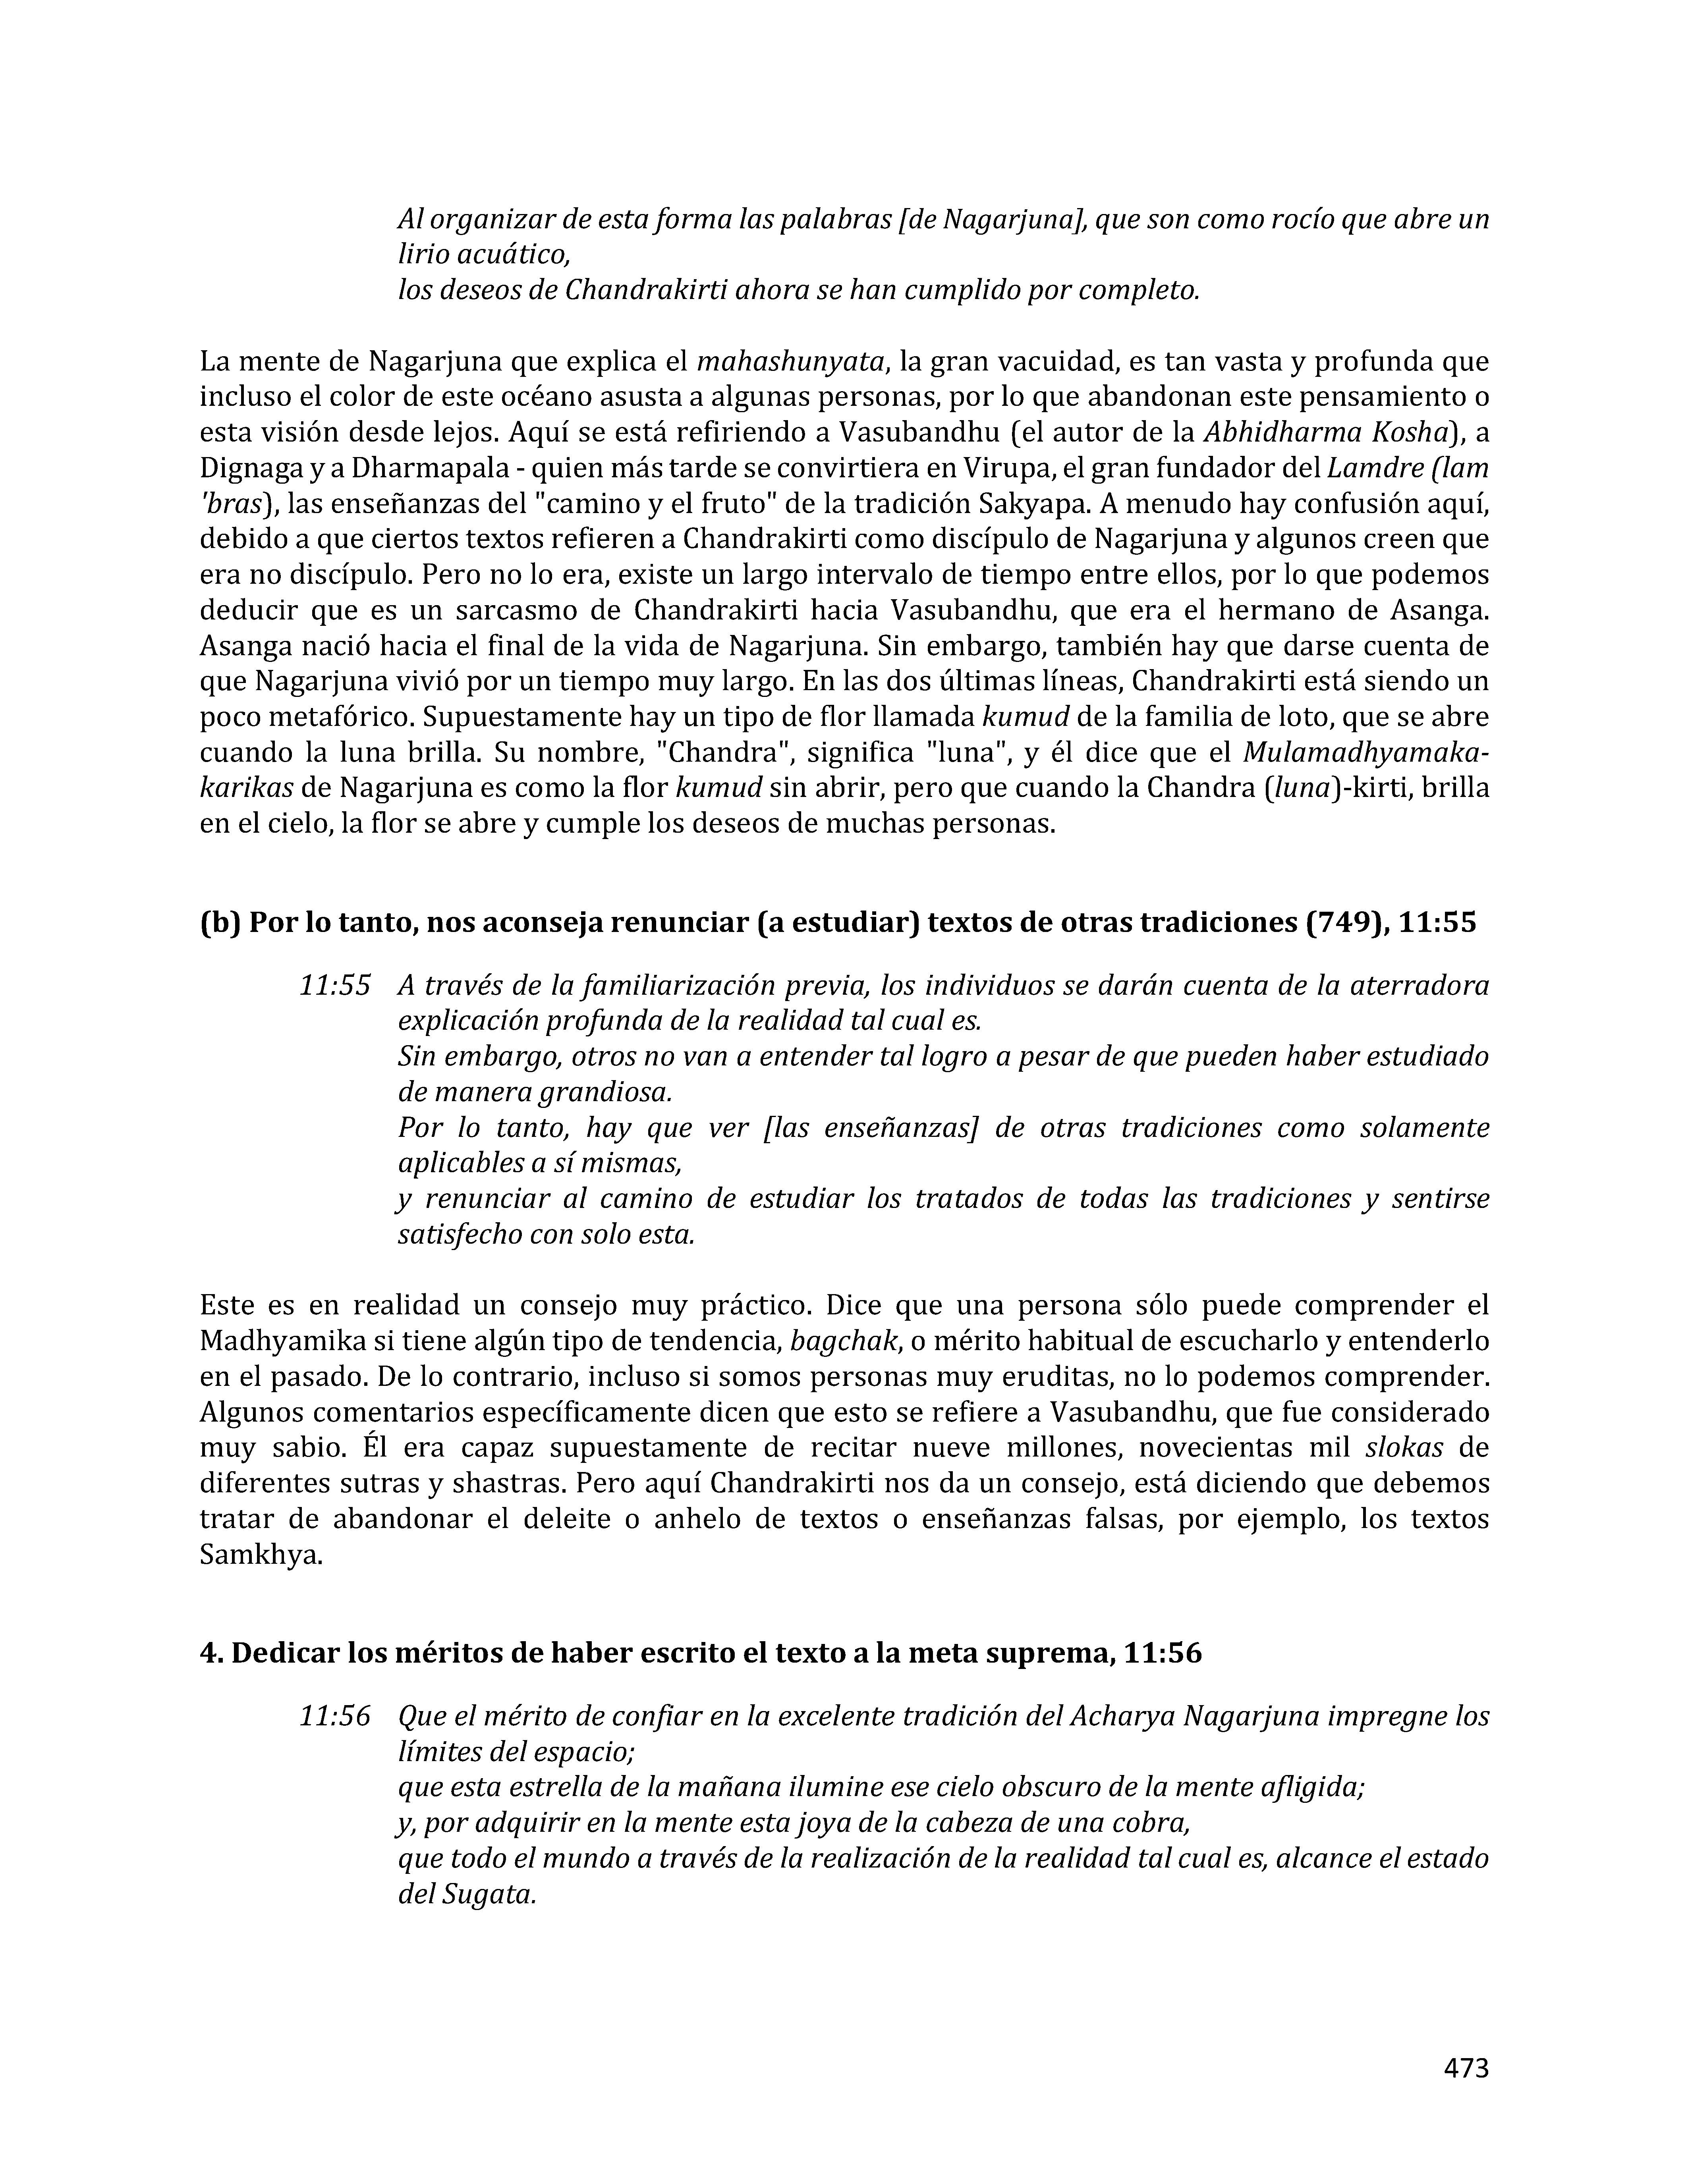 Al organizar de esta forma las palabras [de Nagarjuna], que son como rocío que abre un
lirio acuático,
los deseos de Chandrakirti ahora se han cumplido por completo.
La mente de Nagarjuna que explica el mahashunyata, la gran vacuidad, es tan vasta y profunda que
incluso el color de este océano asusta a algunas personas, por lo que abandonan este pensamiento o
esta visión desde lejos. Aquí se está refiriendo a Vasubandhu (el autor de la Abhidharma Kosha), a
Dignaga y a Dharmapala - quien más tarde se convirtiera en Virupa, el gran fundador del Lamdre (lam
'bras), las enseñanzas del "camino y el fruto" de la tradición Sakyapa. A menudo hay confusión aquí,
debido a que ciertos textos refieren a Chandrakirti como discípulo de Nagarjuna y algunos creen que
era no discípulo. Pero no lo era, existe un largo intervalo de tiempo entre ellos, por lo que podemos
deducir que es un sarcasmo de Chandrakirti hacia Vasubandhu, que era el hermano de Asanga.
Asanga nació hacia el final de la vida de Nagarjuna. Sin embargo, también hay que darse cuenta de
que Nagarjuna vivió por un tiempo muy largo. En las dos últimas líneas, Chandrakirti está siendo un
poco metafórico. Supuestamente hay un tipo de flor llamada kumud de la familia de loto, que se abre
cuando la luna brilla. Su nombre, "Chandra", significa "luna", y él dice que el Mulamadhyamaka-
karikas de Nagarjuna es como la flor kumud sin abrir, pero que cuando la Chandra (luna)-kirti, brilla
en el cielo, la flor se abre y cumple los deseos de muchas personas.
(b) Por lo tanto, nos aconseja renunciar (a estudiar) textos de otras tradiciones (749), 11:55
11:55 A través de la familiarización previa, los individuos se darán cuenta de la aterradora
explicación profunda de la realidad tal cual es.
Sin embargo, otros no van a entender tal logro a pesar de que pueden haber estudiado
de manera grandiosa.
Por lo tanto, hay que ver [las enseñanzas] de otras tradiciones como solamente
aplicables a sí mismas,
y renunciar al camino de estudiar los tratados de todas las tradiciones y sentirse
satisfecho con solo esta.
Este es en realidad un consejo muy práctico. Dice que una persona sólo puede comprender el
Madhyamika si tiene algún tipo de tendencia, bagchak, o mérito habitual de escucharlo y entenderlo
en el pasado. De lo contrario, incluso si somos personas muy eruditas, no lo podemos comprender.
Algunos comentarios específicamente dicen que esto se refiere a Vasubandhu, que fue considerado
muy sabio. Él era capaz supuestamente de recitar nueve millones, novecientas mil slokas de
diferentes sutras y shastras. Pero aquí Chandrakirti nos da un consejo, está diciendo que debemos
tratar de abandonar el deleite o anhelo de textos o enseñanzas falsas, por ejemplo, los textos
Samkhya.
4. Dedicar los méritos de haber escrito el texto a la meta suprema, 11:56
11:56 Que el mérito de confiar en la excelente tradición del Acharya Nagarjuna impregne los
límites del espacio;
que esta estrella de la mañana ilumine ese cielo obscuro de la mente afligida;
y, por adquirir en la mente esta joya de la cabeza de una cobra,
que todo el mundo a través de la realización de la realidad tal cual es, alcance el estado
del Sugata.
473